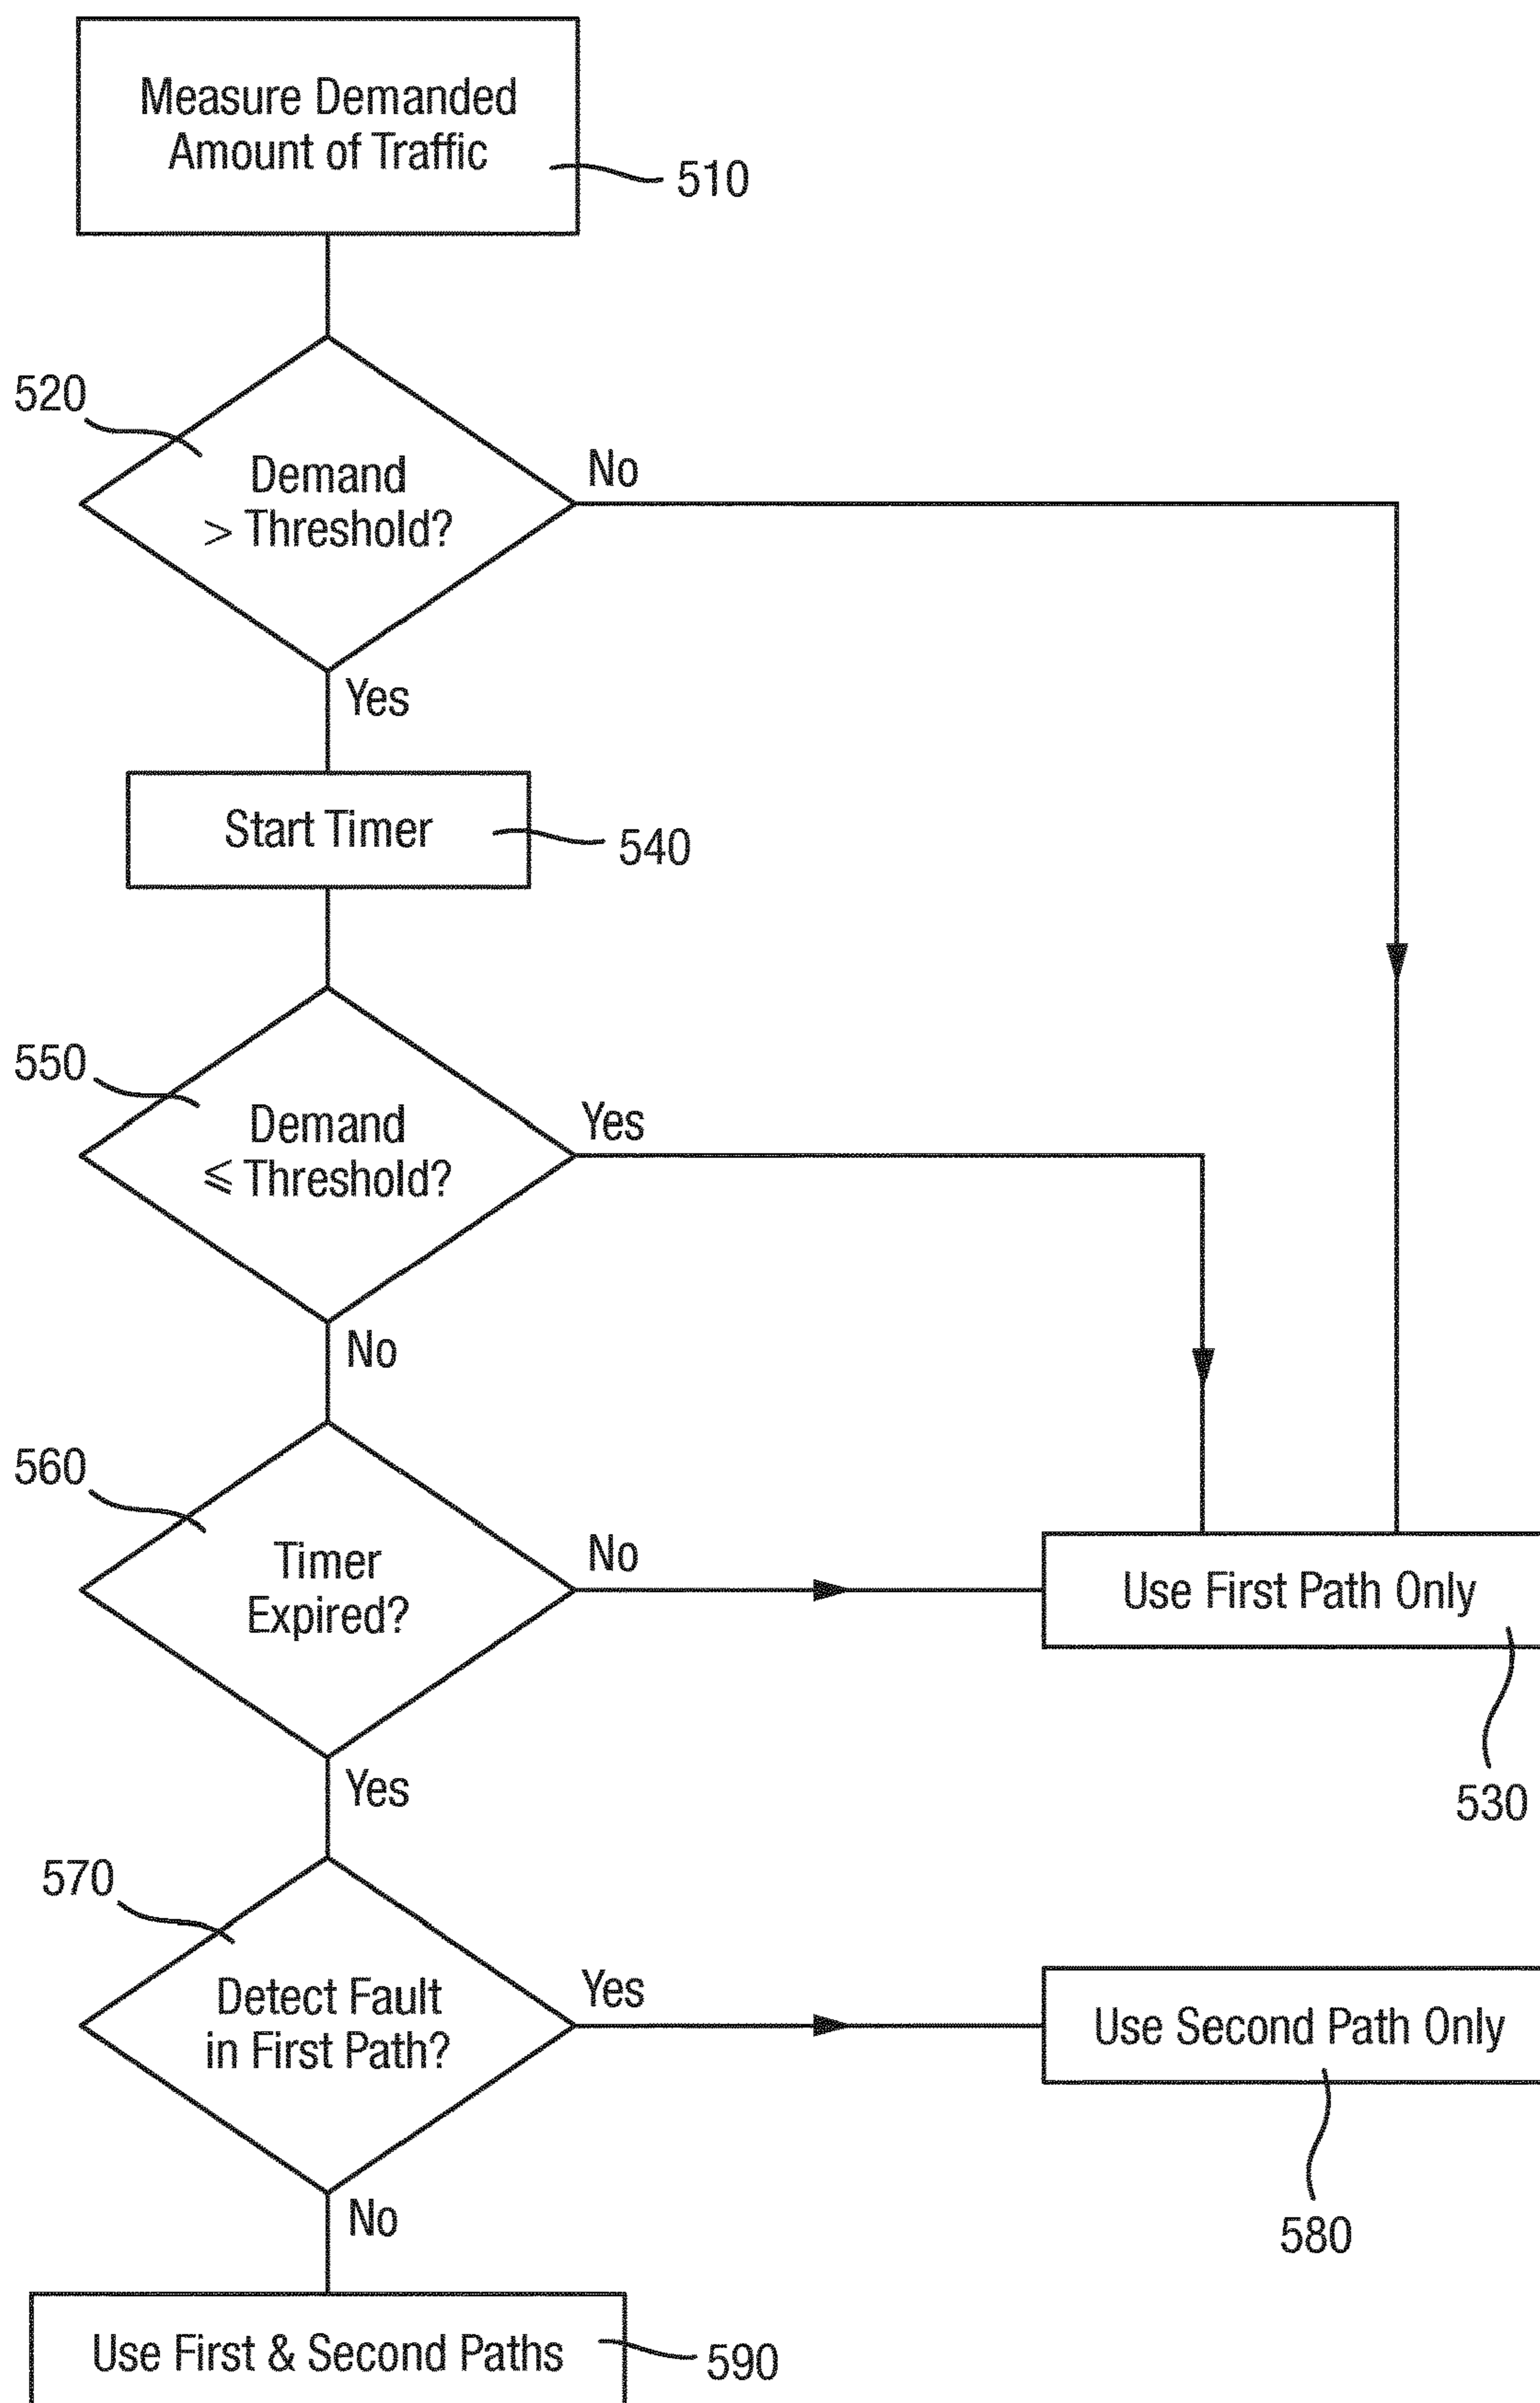 Measure Demanded
Amount of Traffic
510
520
Demand
> Threshold?
No
Yes
Start Timer
540
550
Demand
⩽ Threshold?
Yes
No
560
Timer
Expired?
No
Use First Path Only
530
Yes
570
Detect Fault
in First Path?
Yes
Use Second Path Only
580
No
Use First & Second Paths
590